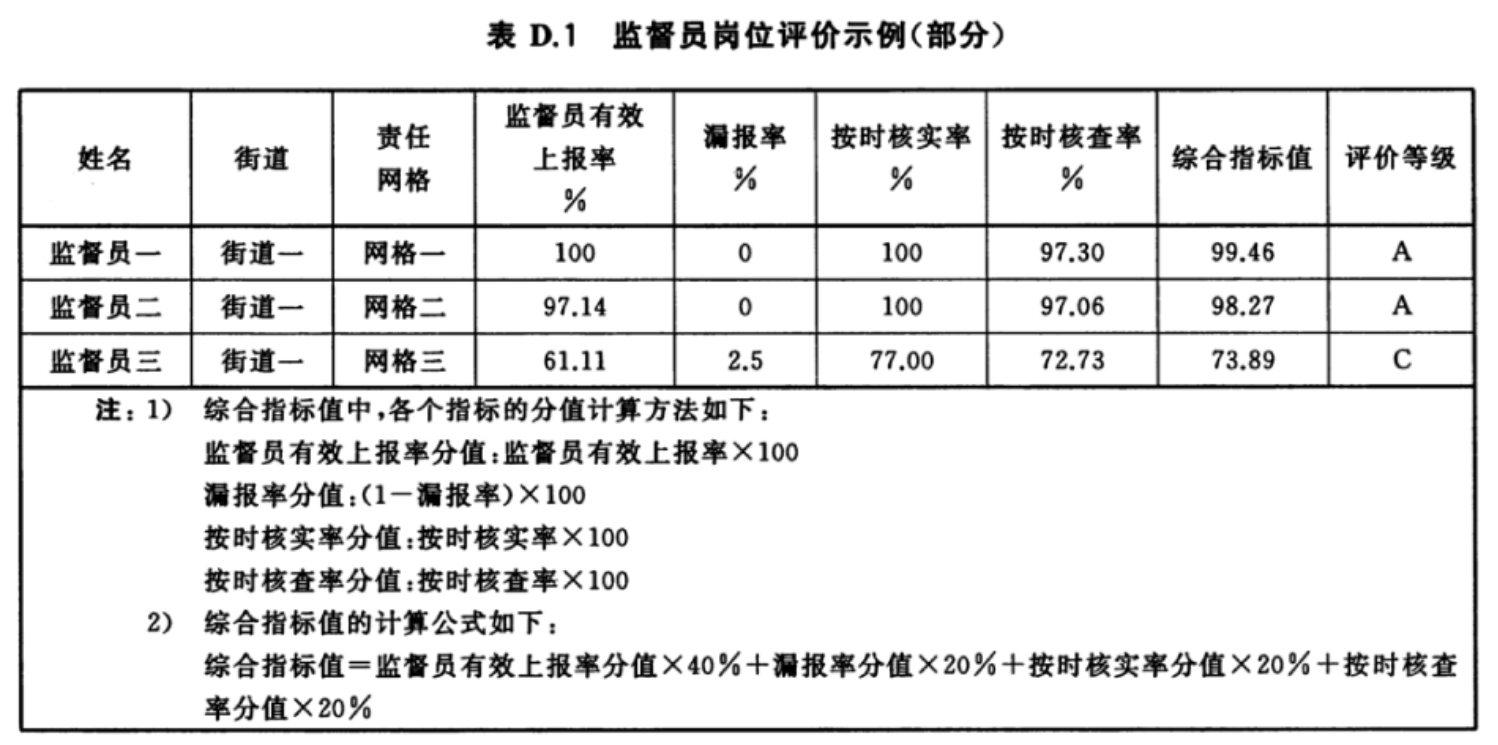 表 D.1 监督员岗位评价示例(部分)
姓名 街道 责任网格 监督员有效上报率 % 漏报率 % 按时核实率 % 按时核查率 % 综合指标值 评价等级
监督员一 街道一 网格一 100 0 100 97.30 99.46 A
监督员二 街道一 网格二 97.14 0 100 97.06 98.27 A
监督员三 街道一 网格三 61.11 2.5 77.00 72.73 73.89 C
注:1) 综合指标值中,各个指标的分值计算方法如下:
监督员有效上报率分值:监督员有效上报率×100
漏报率分值:(1-漏报率)×100
按时核实率分值:按时核实率×100
按时核查率分值:按时核查率×100
2) 综合指标值的计算公式如下:
综合指标值=监督员有效上报率分值×40%+漏报率分值×20%+按时核实率分值×20%+按时核查
率分值×20%